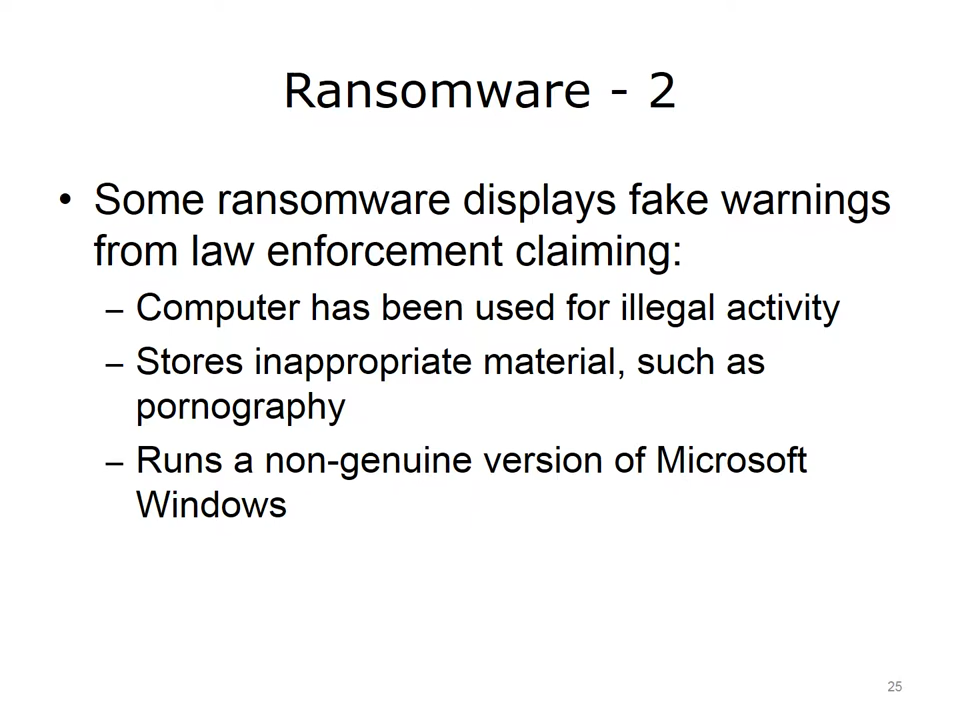 Ransomware - 2
• Some ransomware displays fake warnings
from law enforcement claiming:
– Computer has been used for illegal activity
– Stores inappropriate material, such as
pornography
– Runs a non-genuine version of Microsoft
Windows
25